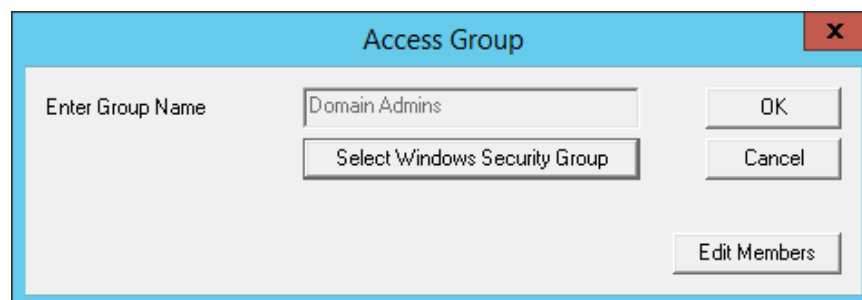 Access Group
x
Enter Group Name
Domain Admins
OK
Select Windows Security Group
Cancel
Edit Members